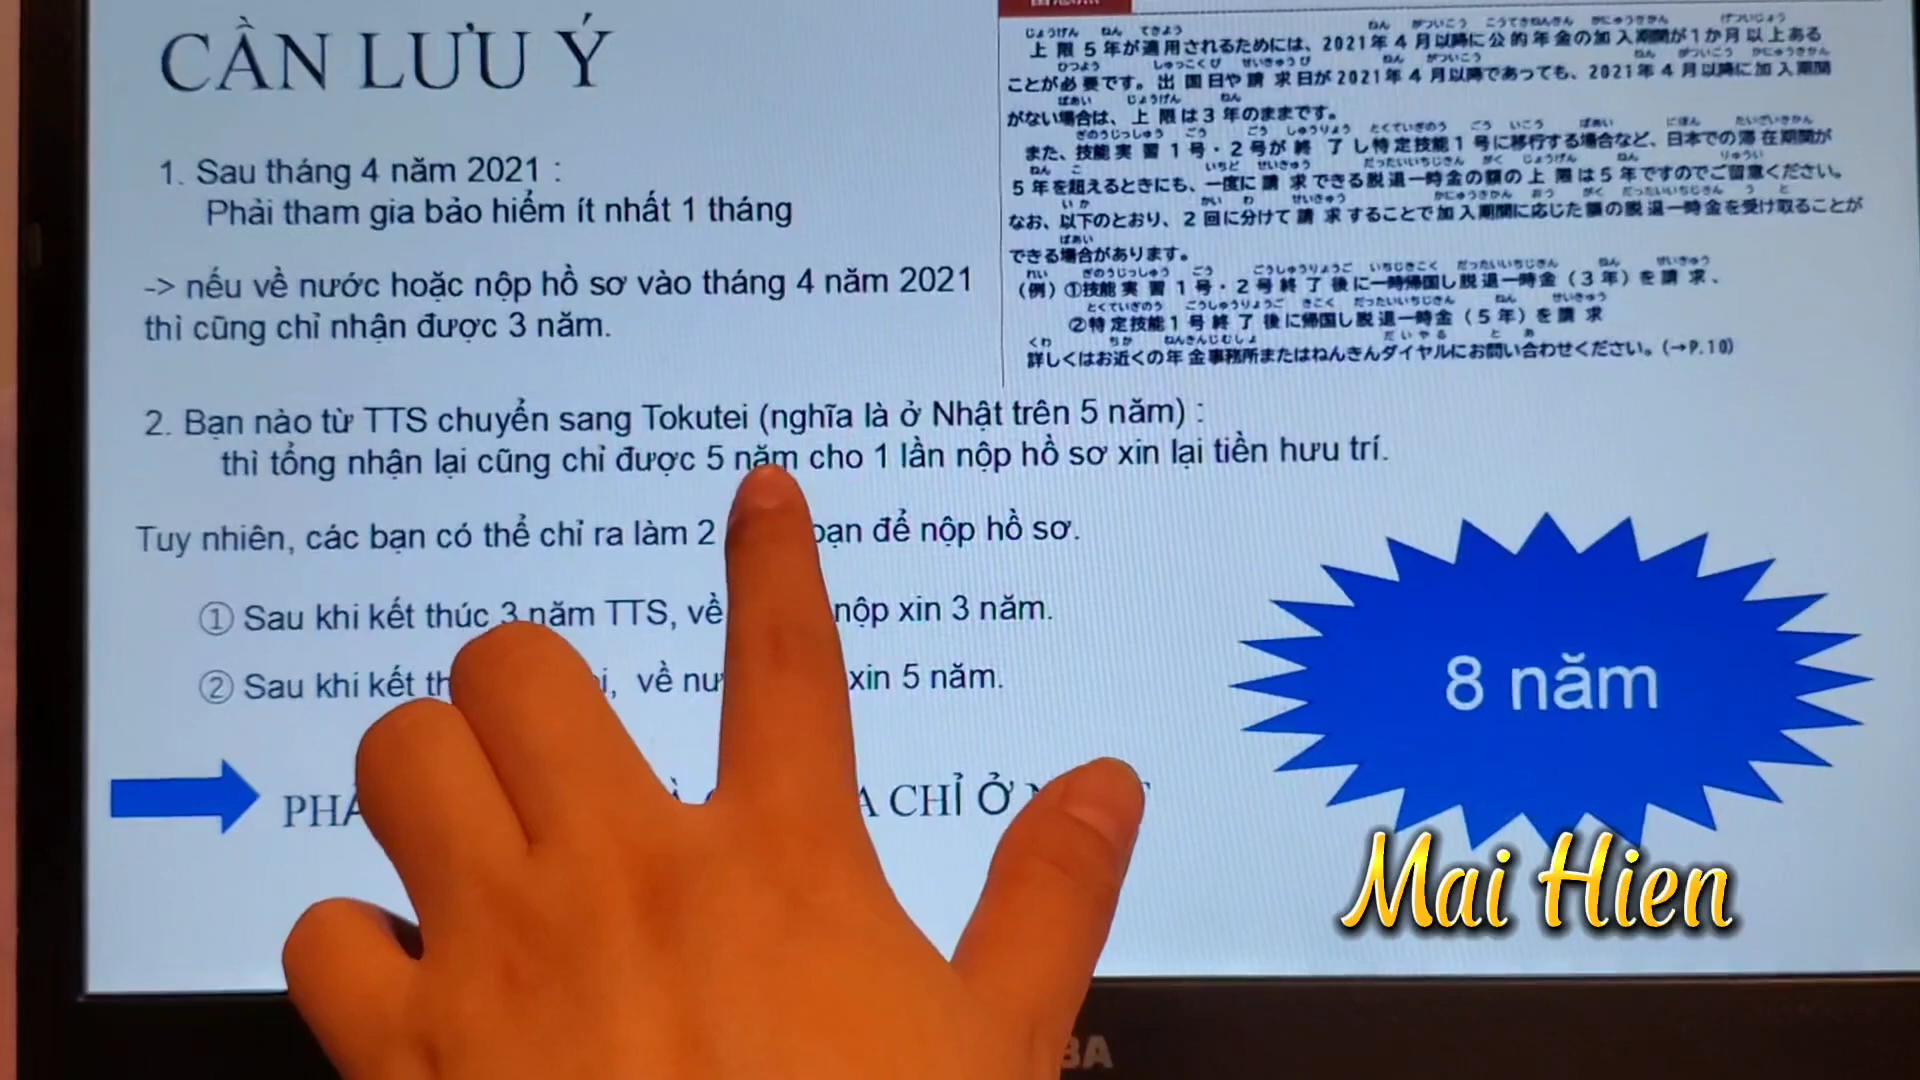 CẦN LƯU Ý
1. Sau tháng 4 năm 2021 :
Phải tham gia bảo hiểm ít nhất 1 tháng
-> nếu về nước hoặc nộp hồ sơ vào tháng 4 năm 2021
thì cũng chỉ nhận được 3 năm.
上限5年が適用されるためには、2021年4月以降に公的年金の加入期間が1か月以上ある
ことが必要です。出国日や請求日が2021年4月以降であっても、2021年4月以降に加入期間
がない場合は、上限は3年のままです。
また、技能実習1号・2号が終了し特定技能1号に移行する場合など、日本での滞在期間が
5年を超えるときにも、一度に請求できる脱退一時金の額の上限は5年ですのでご留意ください。
なお、以下のとおり、2回に分けて請求することで加入期間に応じた額の脱退一時金を受け取ることが
できる場合があります。
(例)①技能実習1号・2号終了後に一時帰国し脱退一時金(3年)を請求、
②特定技能1号終了後に帰国し脱退一時金(5年)を請求
詳しくはお近くの年金事務所またはねんきんダイヤルにお問い合わせください。(→P.10)
2. Bạn nào từ TTS chuyển sang Tokutei (nghĩa là ở Nhật trên 5 năm) :
thì tổng nhận lại cũng chỉ được 5 năm cho 1 lần nộp hồ sơ xin lại tiền hưu trí.
Tuy nhiên, các bạn có thể chỉ ra làm 2 để nộp hồ sơ.
① Sau khi kết thúc 3 năm TTS, về nộp xin 3 năm.
② Sau khi kết về xin 5 năm.
CHỈ Ở
8 năm
Mai Hien